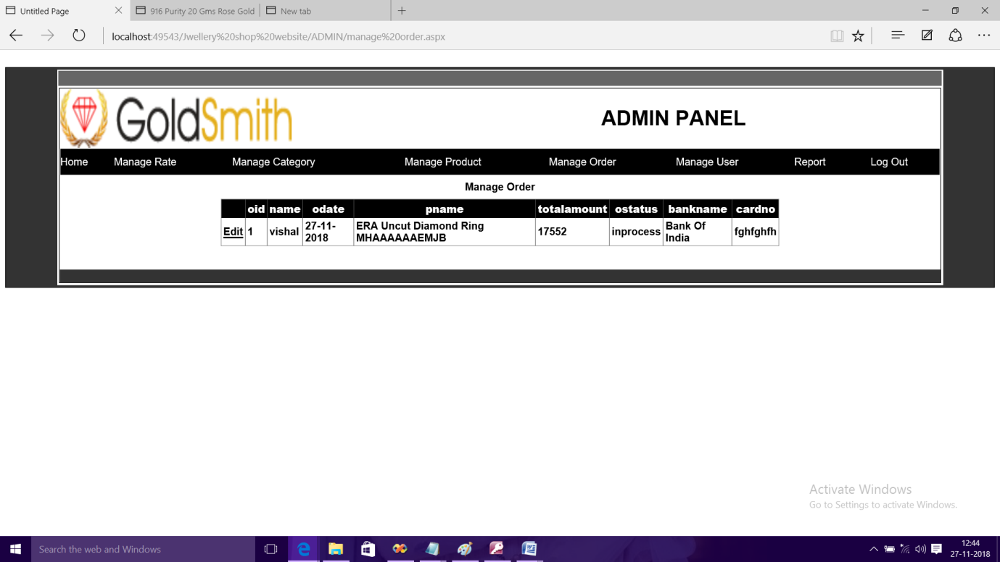 Untitled Page
916 Purity 20 Gms Rose Gold
New tab
localhost:49543/Jwellery%20shop%20website/ADMIN/manage%20order.aspx
GoldSmith
ADMIN PANEL
Home Manage Rate Manage Category Manage Product Manage Order Manage User Report Log Out
Manage Order
oid name odate pname totalamount ostatus bankname cardno
Edit 1 vishal 27-11-2018 ERA Uncut Diamond Ring MHAAAAAAEMJB 17552 inprocess Bank Of India fghfghfh
Activate Windows
Go to Settings to activate Windows.
Search the web and Windows
12:44
27-11-2018